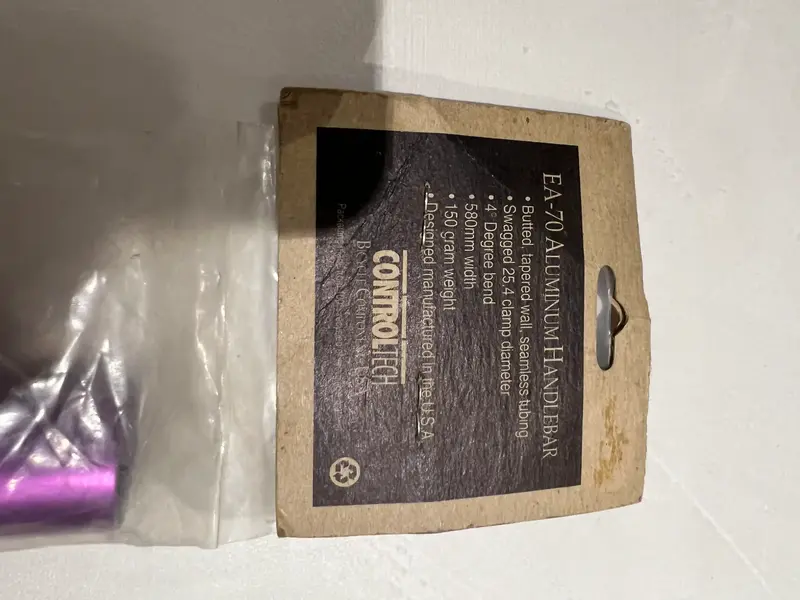 EA-70 ALUMINUM HANDLEBAR
• Butted, tapered wall, seamless tubing
• Swagged 25,4 clamp diameter
• 4° Degree bend
• 580mm width
• 150 gram weight
• Designed manufactured in the U.S.A
CONTROLTECH